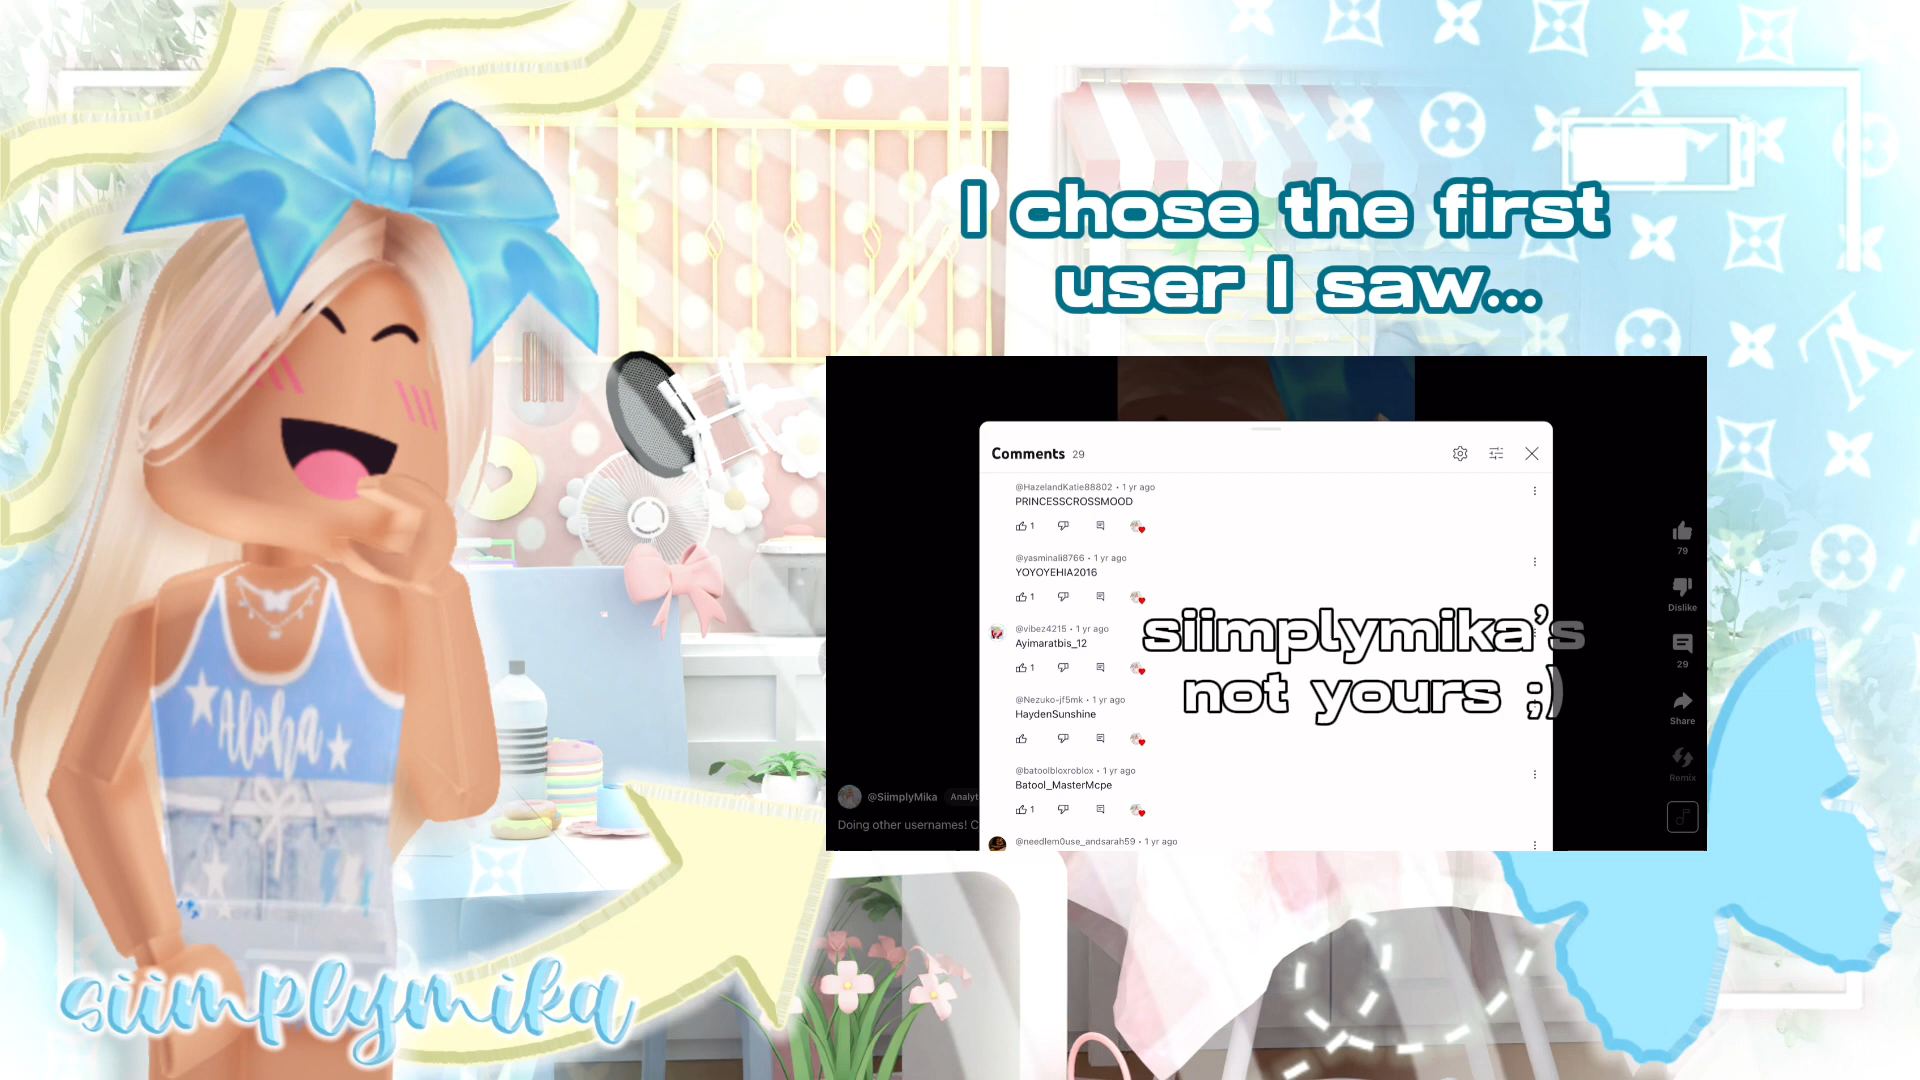 I chose the first
user I saw...
Comments 29
@HazelandKatie88802 • 1 yr ago
PRINCESSCROSSMOOD
1
@yasminali8766 • 1 yr ago
YOYOYEHIA2016
1
@vibez4215 • 1 yr ago
Ayimaratbis_12
1
@Nezuko-jf5mk • 1 yr ago
HaydenSunshine
@batoolbloxroblox • 1 yr ago
Batool_MasterMcpe
1
@needlem0use_andsarah59 • 1 yr ago
siimplymika's
not yours ;)
79
Dislike
29
Share
Remix
@SiimplyMika Analyt
Doing other usernames! C
Aloha
siimplymika